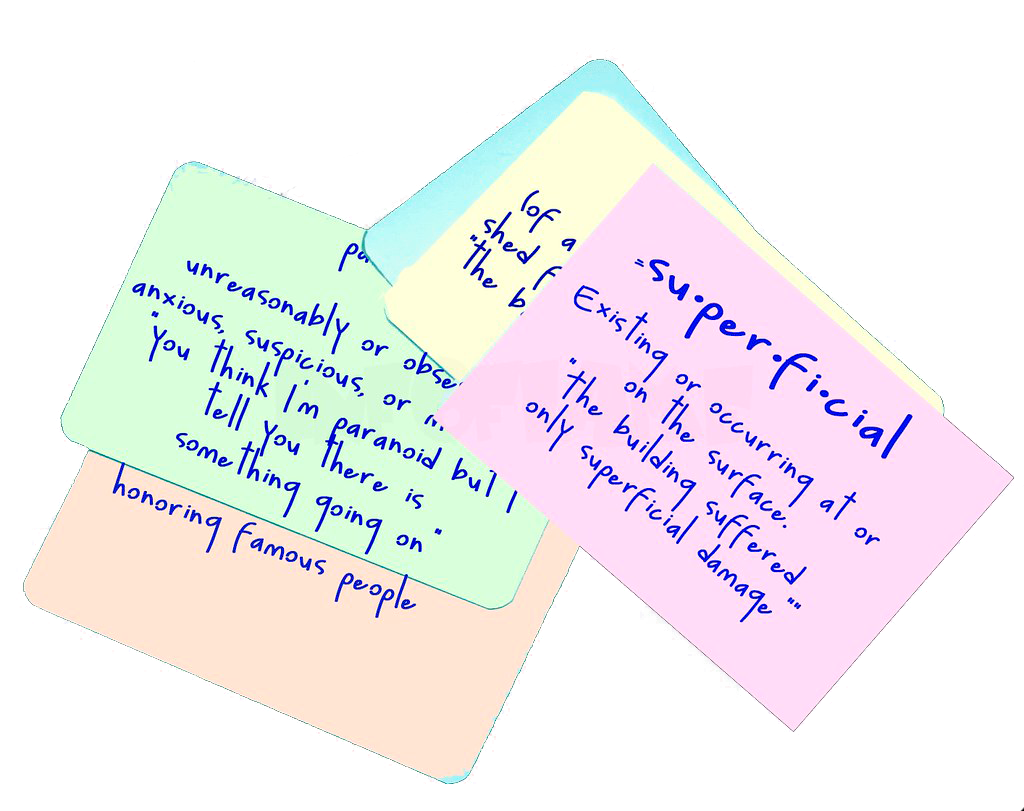 unreasonably or
anxious, suspicious, or
"You think I'm paranoid but I
tell you there is
something going on"
honoring famous people
(of a
shed
"the
=su·per·fi·cial
Existing or occurring at or
on the surface.
"the building suffered
only superficial damage""